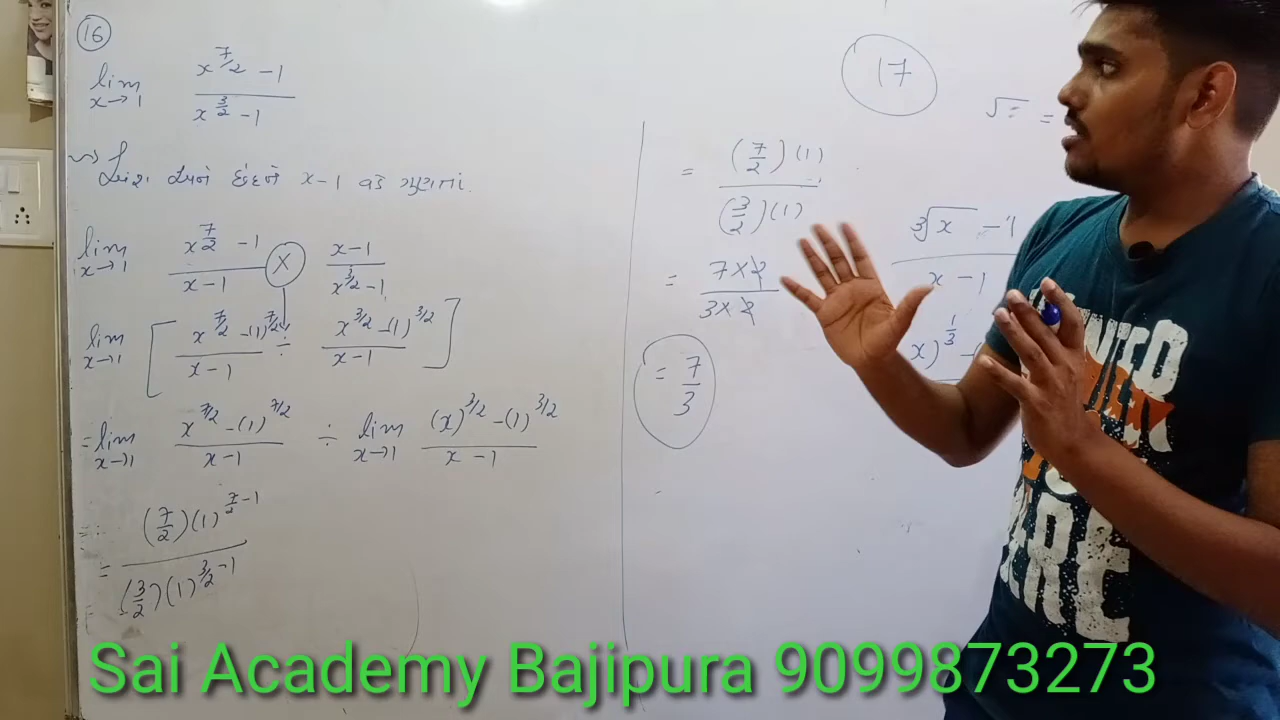 (16)
lim x→1 (x^{7/2} - 1) / (x^{3/2} - 1)
x-1 વડે
lim x→1 (x^{7/2} - 1) / (x - 1) × (x - 1) / (x^{3/2} - 1)
lim x→1 [ (x^{7/2} - (1)^{7/2}) / (x - 1) ÷ (x^{3/2} - (1)^{3/2}) / (x - 1) ]
= lim x→1 (x^{7/2} - (1)^{7/2}) / (x - 1) ÷ lim x→1 ((x)^{3/2} - (1)^{3/2}) / (x - 1)
= (7/2)(1)^{7/2 - 1} / (3/2)(1)^{3/2 - 1}
= (7/2)(1) / (3/2)(1)
= 7×2 / 3×2
= 7/3
17
√ =
(∛x - 1) / (x - 1)
x)^{1/3} -
Sai Academy Bajipura 9099873273